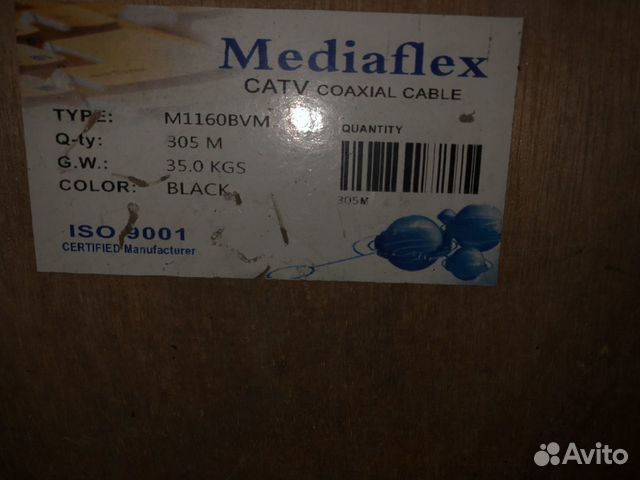 Mediaflex
CATV COAXIAL CABLE
TYPE: M1160BVM
Q-ty: 305 M
G.W.: 35.0 KGS
COLOR: BLACK
QUANTITY
305M
ISO 9001
CERTIFIED Manufacturer
Avito